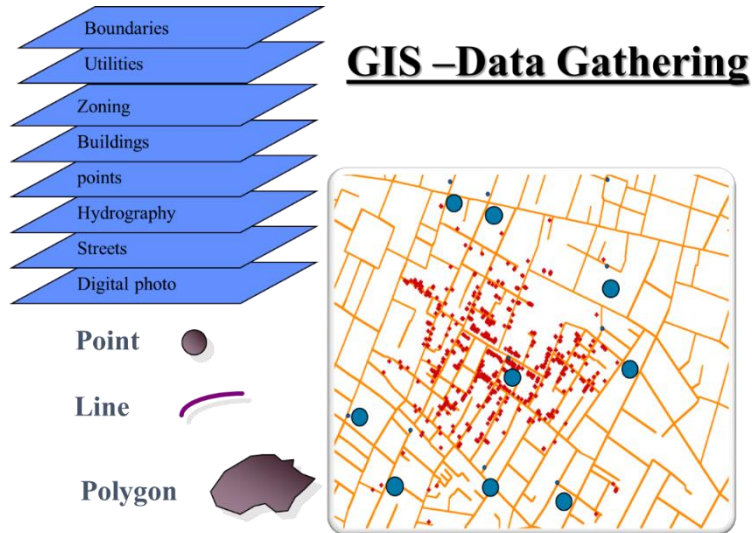 Boundaries
Utilities
Zoning
Buildings
points
Hydrography
Streets
Digital photo
GIS –Data Gathering
Point
Line
Polygon